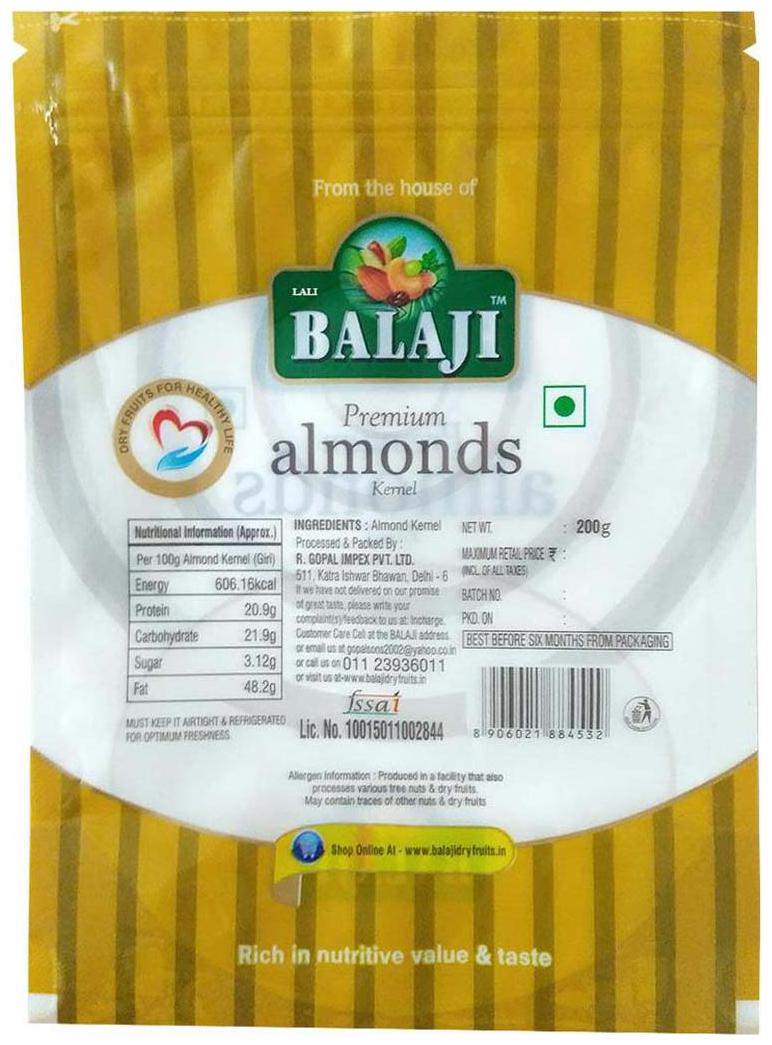 From the house of
LALI
BALAJI TM
DRY FRUITS FOR HEALTHY LIFE
Premium
almonds
Kernel
Nutritional Information (Approx.)
Per 100g Almond Kernel (Giri)
Energy 606.16kcal
Protein 20.9g
Carbohydrate 21.9g
Sugar 3.12g
Fat 48.2g
MUST KEEP IT AIRTIGHT & REFRIGERATED
FOR OPTIMUM FRESHNESS
INGREDIENTS : Almond Kernel
Processed & Packed By :
R. GOPAL IMPEX PVT. LTD.
511, Katra Ishwar Bhawan, Delhi - 6
If we have not delivered on our promise
of great taste, please write your
complaint(s)/feedback to us at: Incharge,
Customer Care Cell at the BALAJI address
or email us at gopalsons2002@yahoo.co.in
or call us on 011 23936011
or visit us at-www.balajidryfruits.in
fssai
Lic. No. 10015011002844
NET WT. : 200g
MAXIMUM RETAIL PRICE ₹ :
(INCL. OF ALL TAXES)
BATCH NO. :
PKD. ON :
BEST BEFORE SIX MONTHS FROM PACKAGING
8 906021 884532
Allergen Information : Produced in a facility that also
processes various tree nuts & dry fruits.
May contain traces of other nuts & dry fruits
Shop Online At - www.balajidryfruits.in
Rich in nutritive value & taste